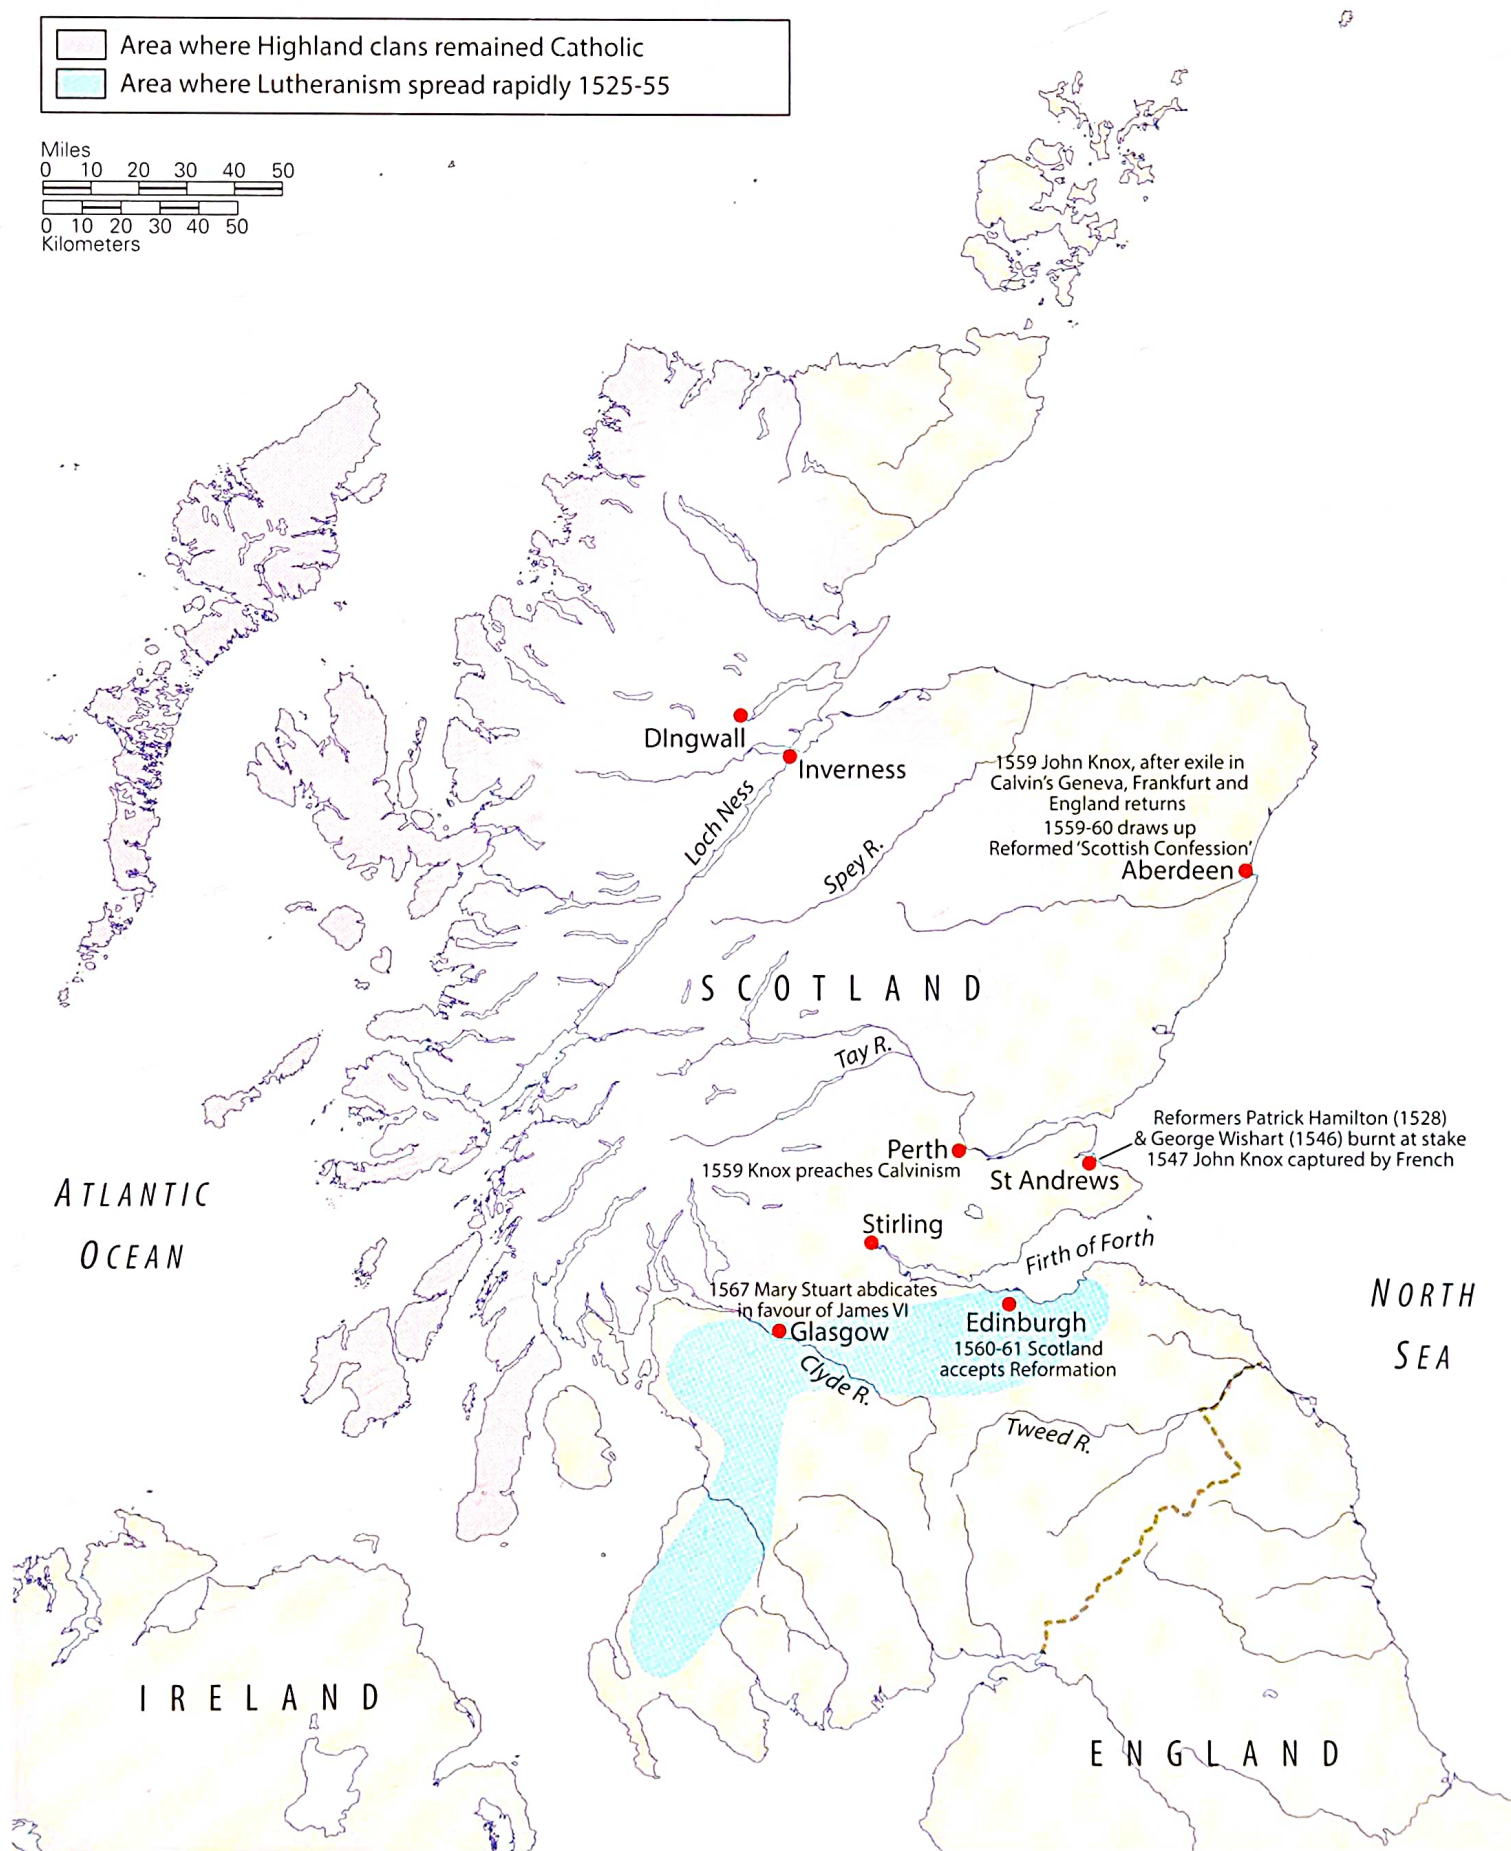 Area where Highland clans remained Catholic
Area where Lutheranism spread rapidly 1525-55
Miles
0 10 20 30 40 50
0 10 20 30 40 50
Kilometers
DIngwall
Inverness
Loch Ness
Spey R.
1559 John Knox, after exile in
Calvin's Geneva, Frankfurt and
England returns
1559-60 draws up
Reformed 'Scottish Confession'
Aberdeen
SCOTLAND
Tay R.
Reformers Patrick Hamilton (1528)
& George Wishart (1546) burnt at stake
1547 John Knox captured by French
Perth
1559 Knox preaches Calvinism
St Andrews
ATLANTIC
OCEAN
Stirling
Firth of Forth
1567 Mary Stuart abdicates
in favour of James VI
Glasgow
Edinburgh
1560-61 Scotland
accepts Reformation
NORTH
SEA
Clyde R.
Tweed R.
IRELAND
ENGLAND